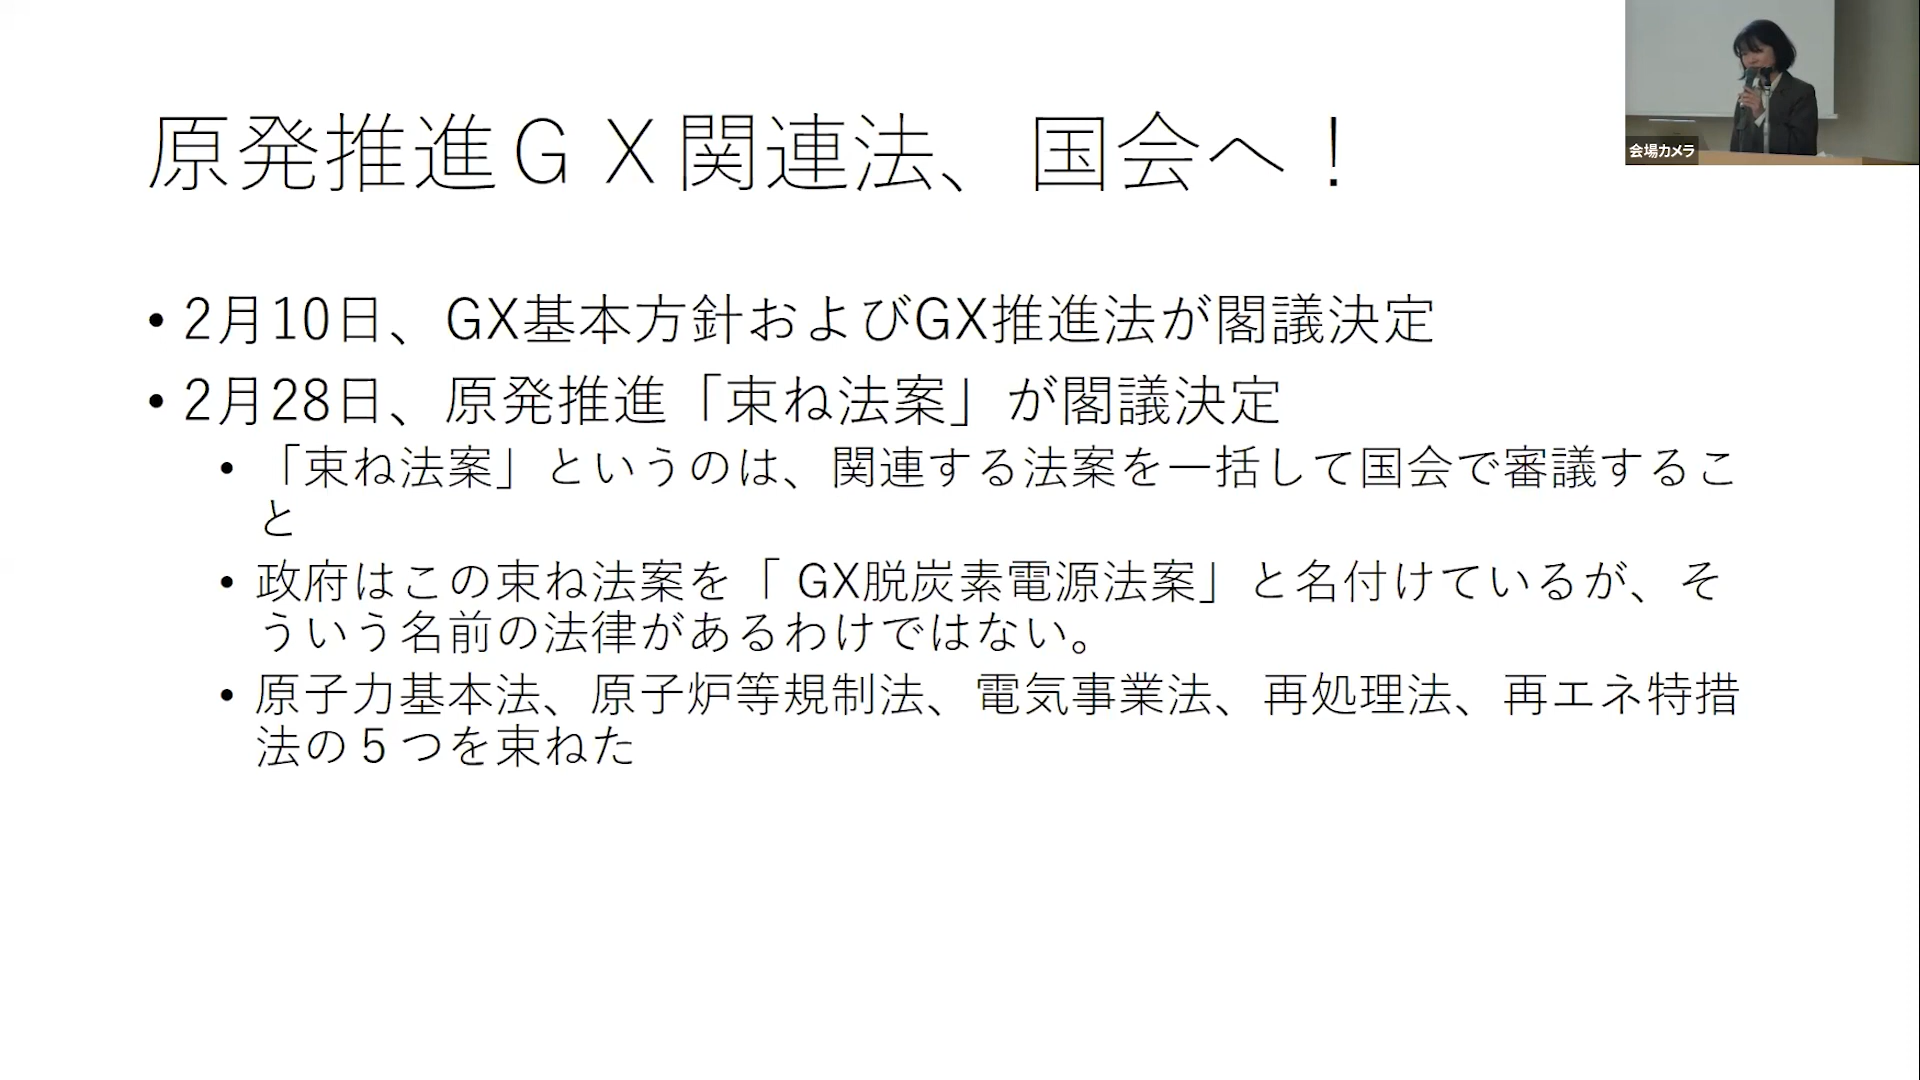 原発推進ＧＸ関連法、国会へ！
会場カメラ
• 2月10日、GX基本方針およびGX推進法が閣議決定
• 2月28日、原発推進「束ね法案」が閣議決定
• 「束ね法案」というのは、関連する法案を一括して国会で審議するこ
と
• 政府はこの束ね法案を「 GX脱炭素電源法案」と名付けているが、そ
ういう名前の法律があるわけではない。
• 原子力基本法、原子炉等規制法、電気事業法、再処理法、再エネ特措
法の５つを束ねた